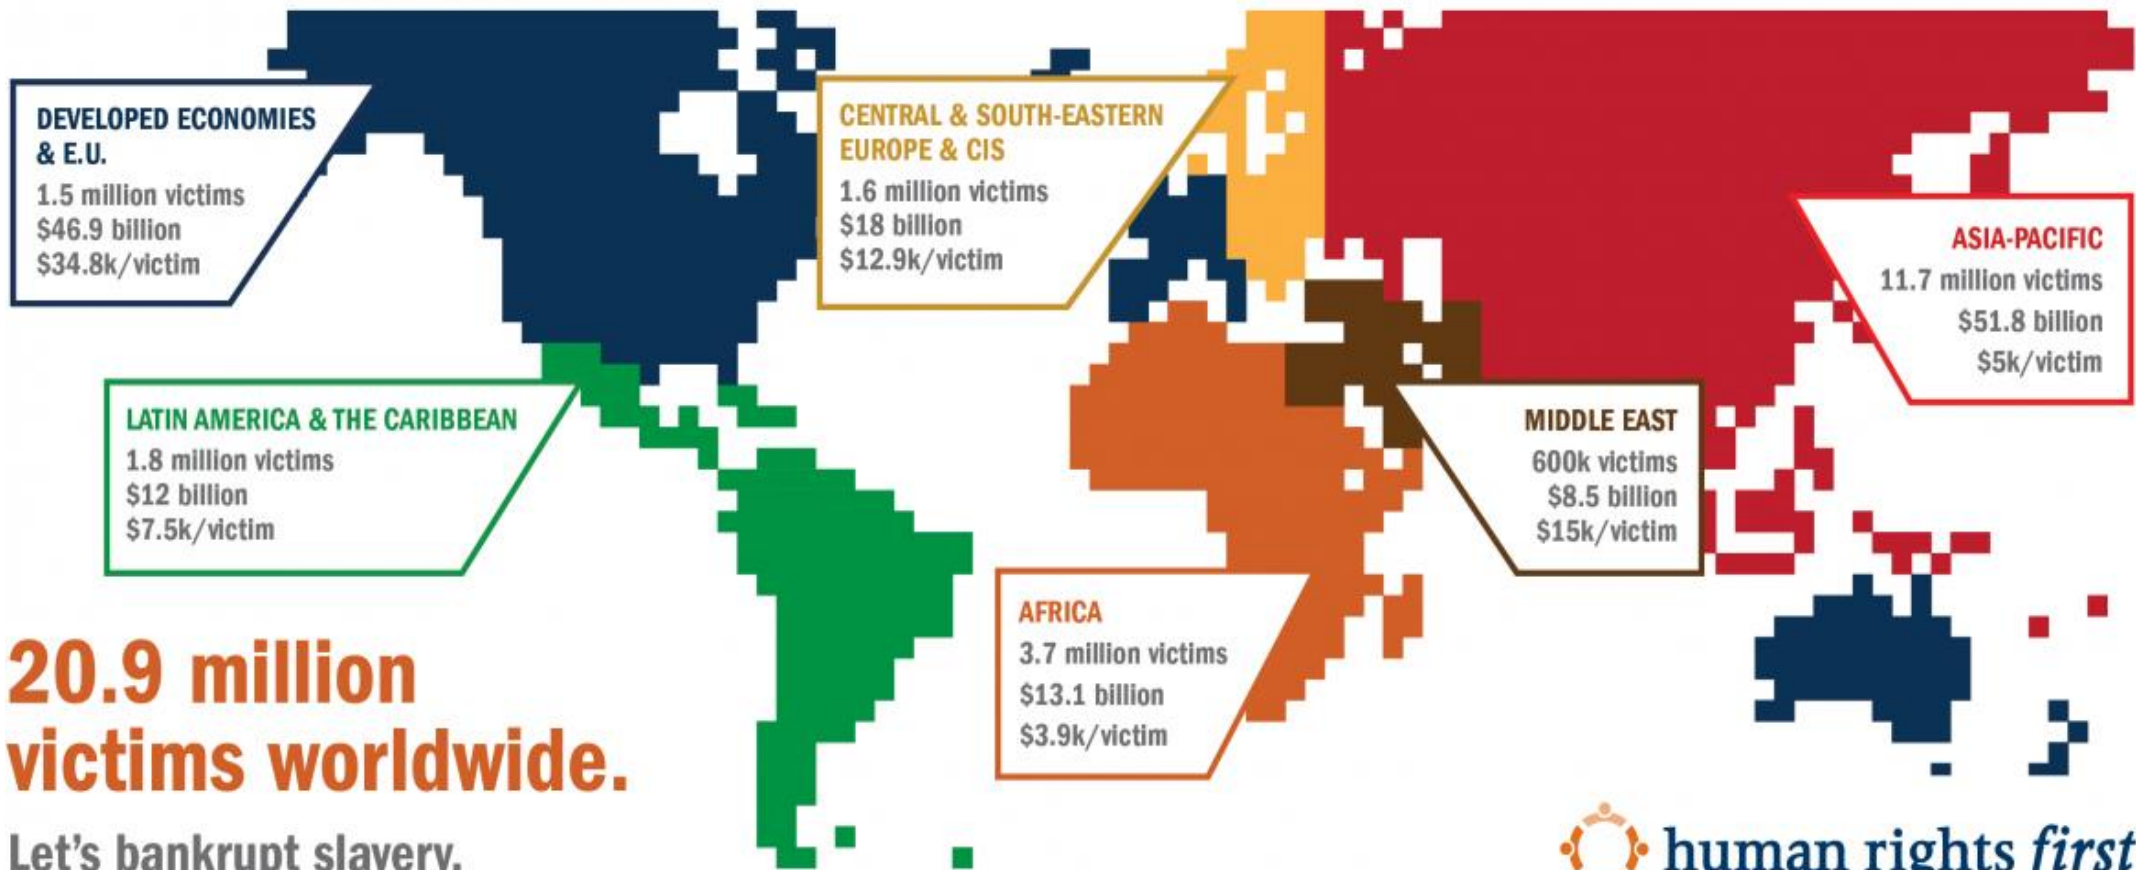 DEVELOPED ECONOMIES
& E.U.
1.5 million victims
$46.9 billion
$34.8k/victim
CENTRAL & SOUTH-EASTERN
EUROPE & CIS
1.6 million victims
$18 billion
$12.9k/victim
ASIA-PACIFIC
11.7 million victims
$51.8 billion
$5k/victim
LATIN AMERICA & THE CARIBBEAN
1.8 million victims
$12 billion
$7.5k/victim
MIDDLE EAST
600k victims
$8.5 billion
$15k/victim
AFRICA
3.7 million victims
$13.1 billion
$3.9k/victim
20.9 million
victims worldwide.
Let's bankrupt slavery.
human rights first